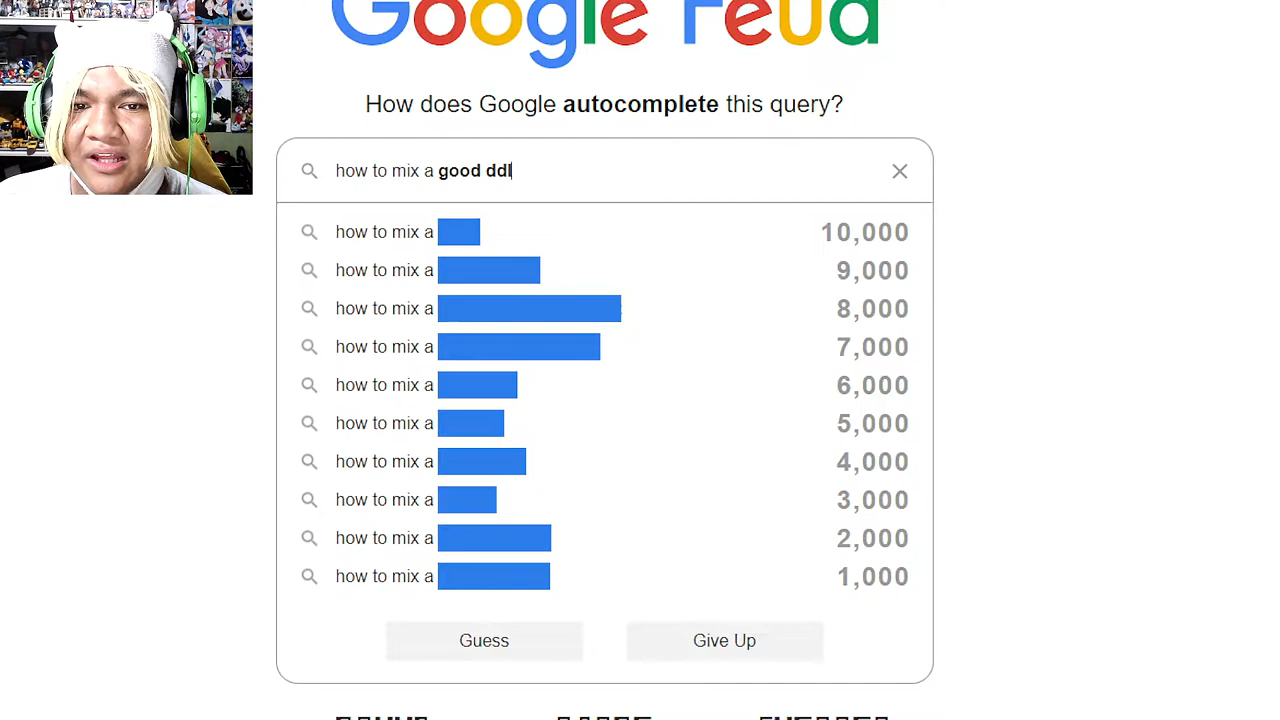 Google Feud
How does Google autocomplete this query?
how to mix a good ddl
how to mix a 10,000
how to mix a 9,000
how to mix a 8,000
how to mix a 7,000
how to mix a 6,000
how to mix a 5,000
how to mix a 4,000
how to mix a 3,000
how to mix a 2,000
how to mix a 1,000
Guess Give Up